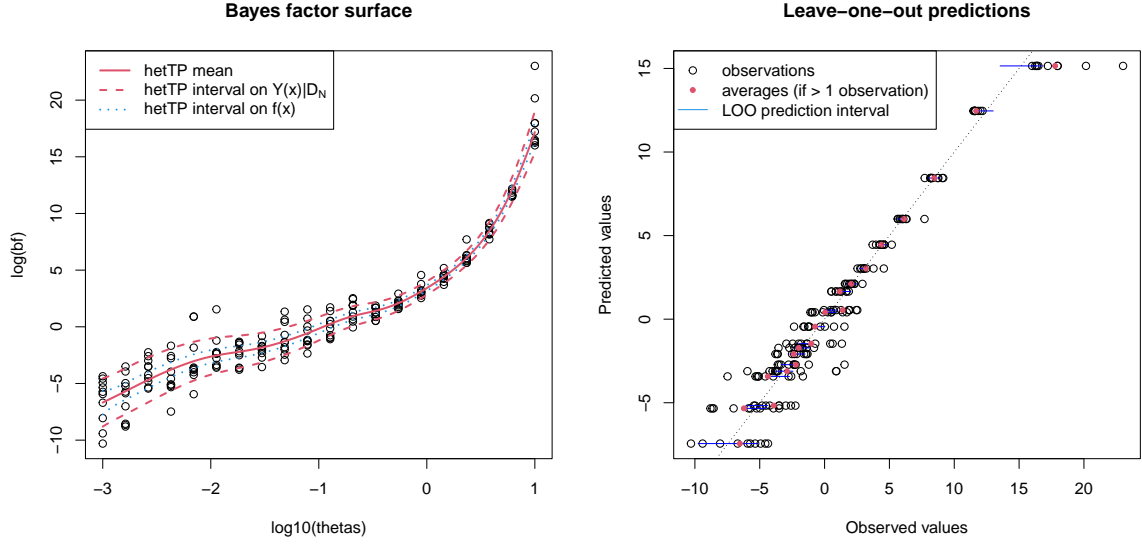 Bayes factor surface
hetTP mean
hetTP interval on Y(x)|D_N
hetTP interval on f(x)
log(bf)
20
15
10
5
0
−5
−10
−3
−2
−1
0
1
log10(thetas)
Leave−one−out predictions
observations
averages (if > 1 observation)
LOO prediction interval
Predicted values
15
10
5
0
−5
−10
−5
0
5
10
15
20
Observed values